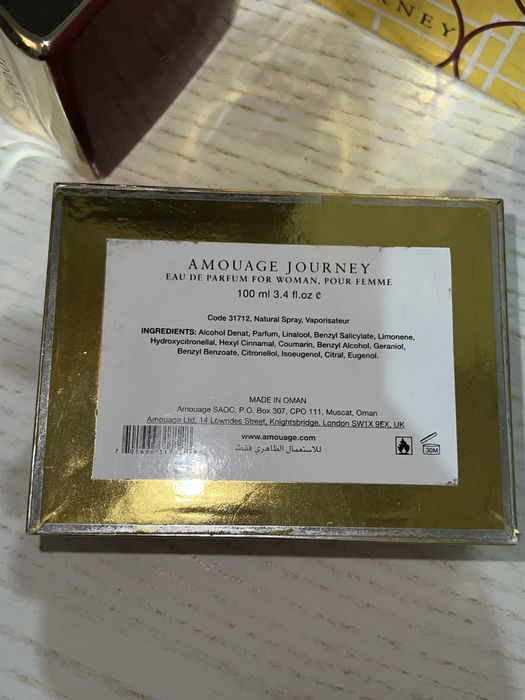 RNEY
AMOUAGE JOURNEY
EAU DE PARFUM FOR WOMAN, POUR FEMME
100 ml 3.4 fl.oz e
Code 31712, Natural Spray, Vaporisateur
INGREDIENTS: Alcohol Denat, Parfum, Linalool, Benzyl Salicylate, Limonene,
Hydroxycitronellal, Hexyl Cinnamal, Coumarin, Benzyl Alcohol, Geraniol,
Benzyl Benzoate, Citronellol, Isoeugenol, Citral, Eugenol.
MADE IN OMAN
Amouage SAOC, P.O. Box 307, CPO 111, Muscat, Oman
Amouage Ltd, 14 Lowndes Street, Knightsbridge, London SW1X 9EX, UK
www.amouage.com
للاستعمال الظاهري فقط
30M